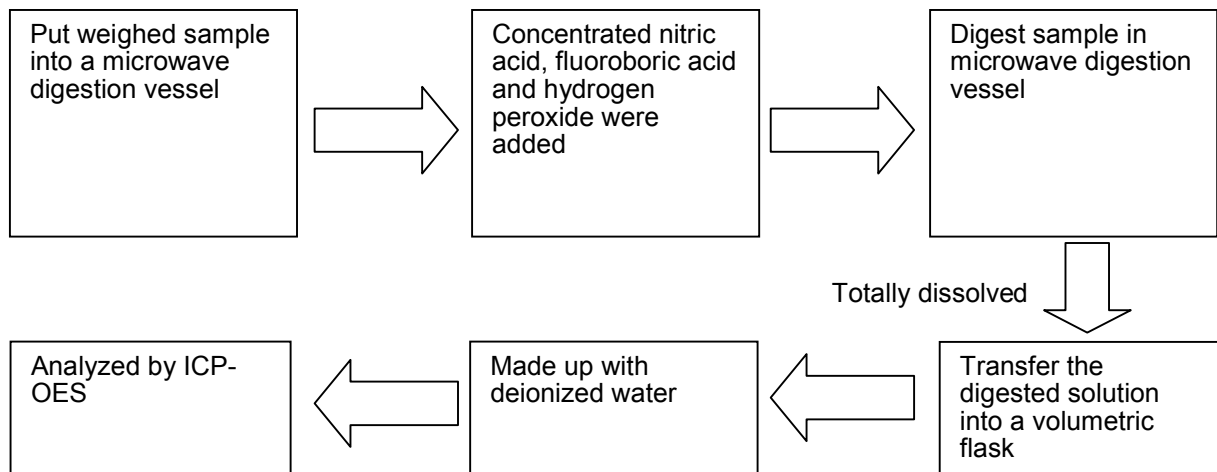 Put weighed sample
into a microwave
digestion vessel
Concentrated nitric
acid, fluoroboric acid
and hydrogen
peroxide were
added
Digest sample in
microwave digestion
vessel
Totally dissolved
Transfer the
digested solution
into a volumetric
flask
Made up with
deionized water
Analyzed by ICP-
OES